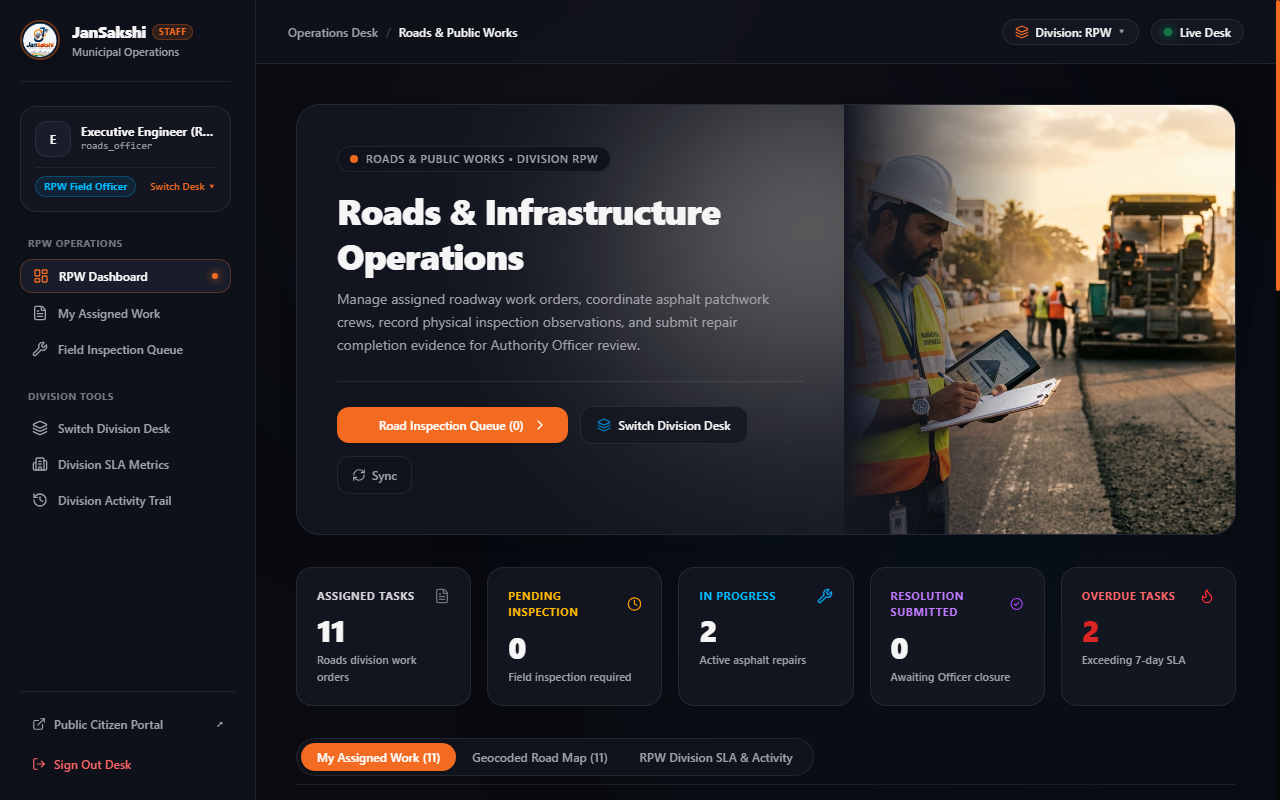 JanSakshi STAFF
Municipal Operations
E
Executive Engineer (R...
roads_officer
RPW Field Officer
Switch Desk ▾
RPW OPERATIONS
RPW Dashboard
My Assigned Work
Field Inspection Queue
DIVISION TOOLS
Switch Division Desk
Division SLA Metrics
Division Activity Trail
Public Citizen Portal ↗
Sign Out Desk
Operations Desk / Roads & Public Works
Division: RPW ▾
Live Desk
ROADS & PUBLIC WORKS • DIVISION RPW
Roads & Infrastructure
Operations
Manage assigned roadway work orders, coordinate asphalt patchwork
crews, record physical inspection observations, and submit repair
completion evidence for Authority Officer review.
Road Inspection Queue (0)
Switch Division Desk
Sync
ASSIGNED TASKS
11
Roads division work
orders
PENDING
INSPECTION
0
Field inspection required
IN PROGRESS
2
Active asphalt repairs
RESOLUTION
SUBMITTED
0
Awaiting Officer closure
OVERDUE TASKS
2
Exceeding 7-day SLA
My Assigned Work (11)
Geocoded Road Map (11)
RPW Division SLA & Activity